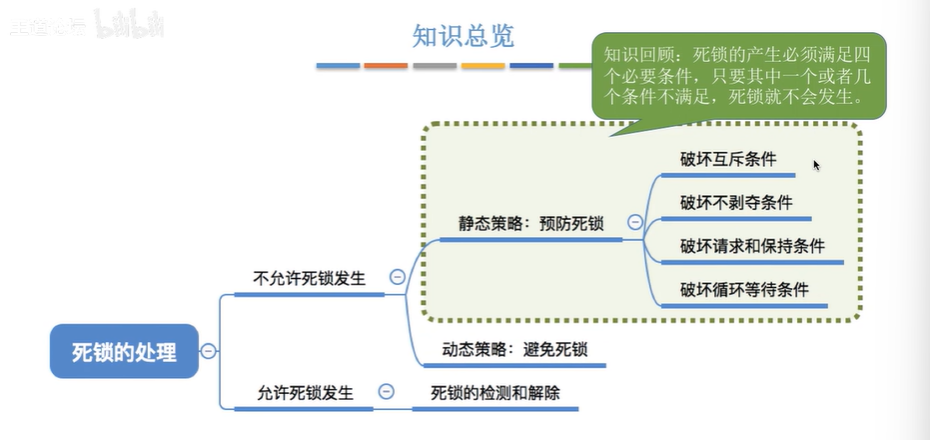 bilibili
知识总览
知识回顾：死锁的产生必须满足四
个必要条件，只要其中一个或者几
个条件不满足，死锁就不会发生。
破坏互斥条件
破坏不剥夺条件
静态策略：预防死锁
破坏请求和保持条件
不允许死锁发生
破坏循环等待条件
死锁的处理
动态策略：避免死锁
允许死锁发生
死锁的检测和解除